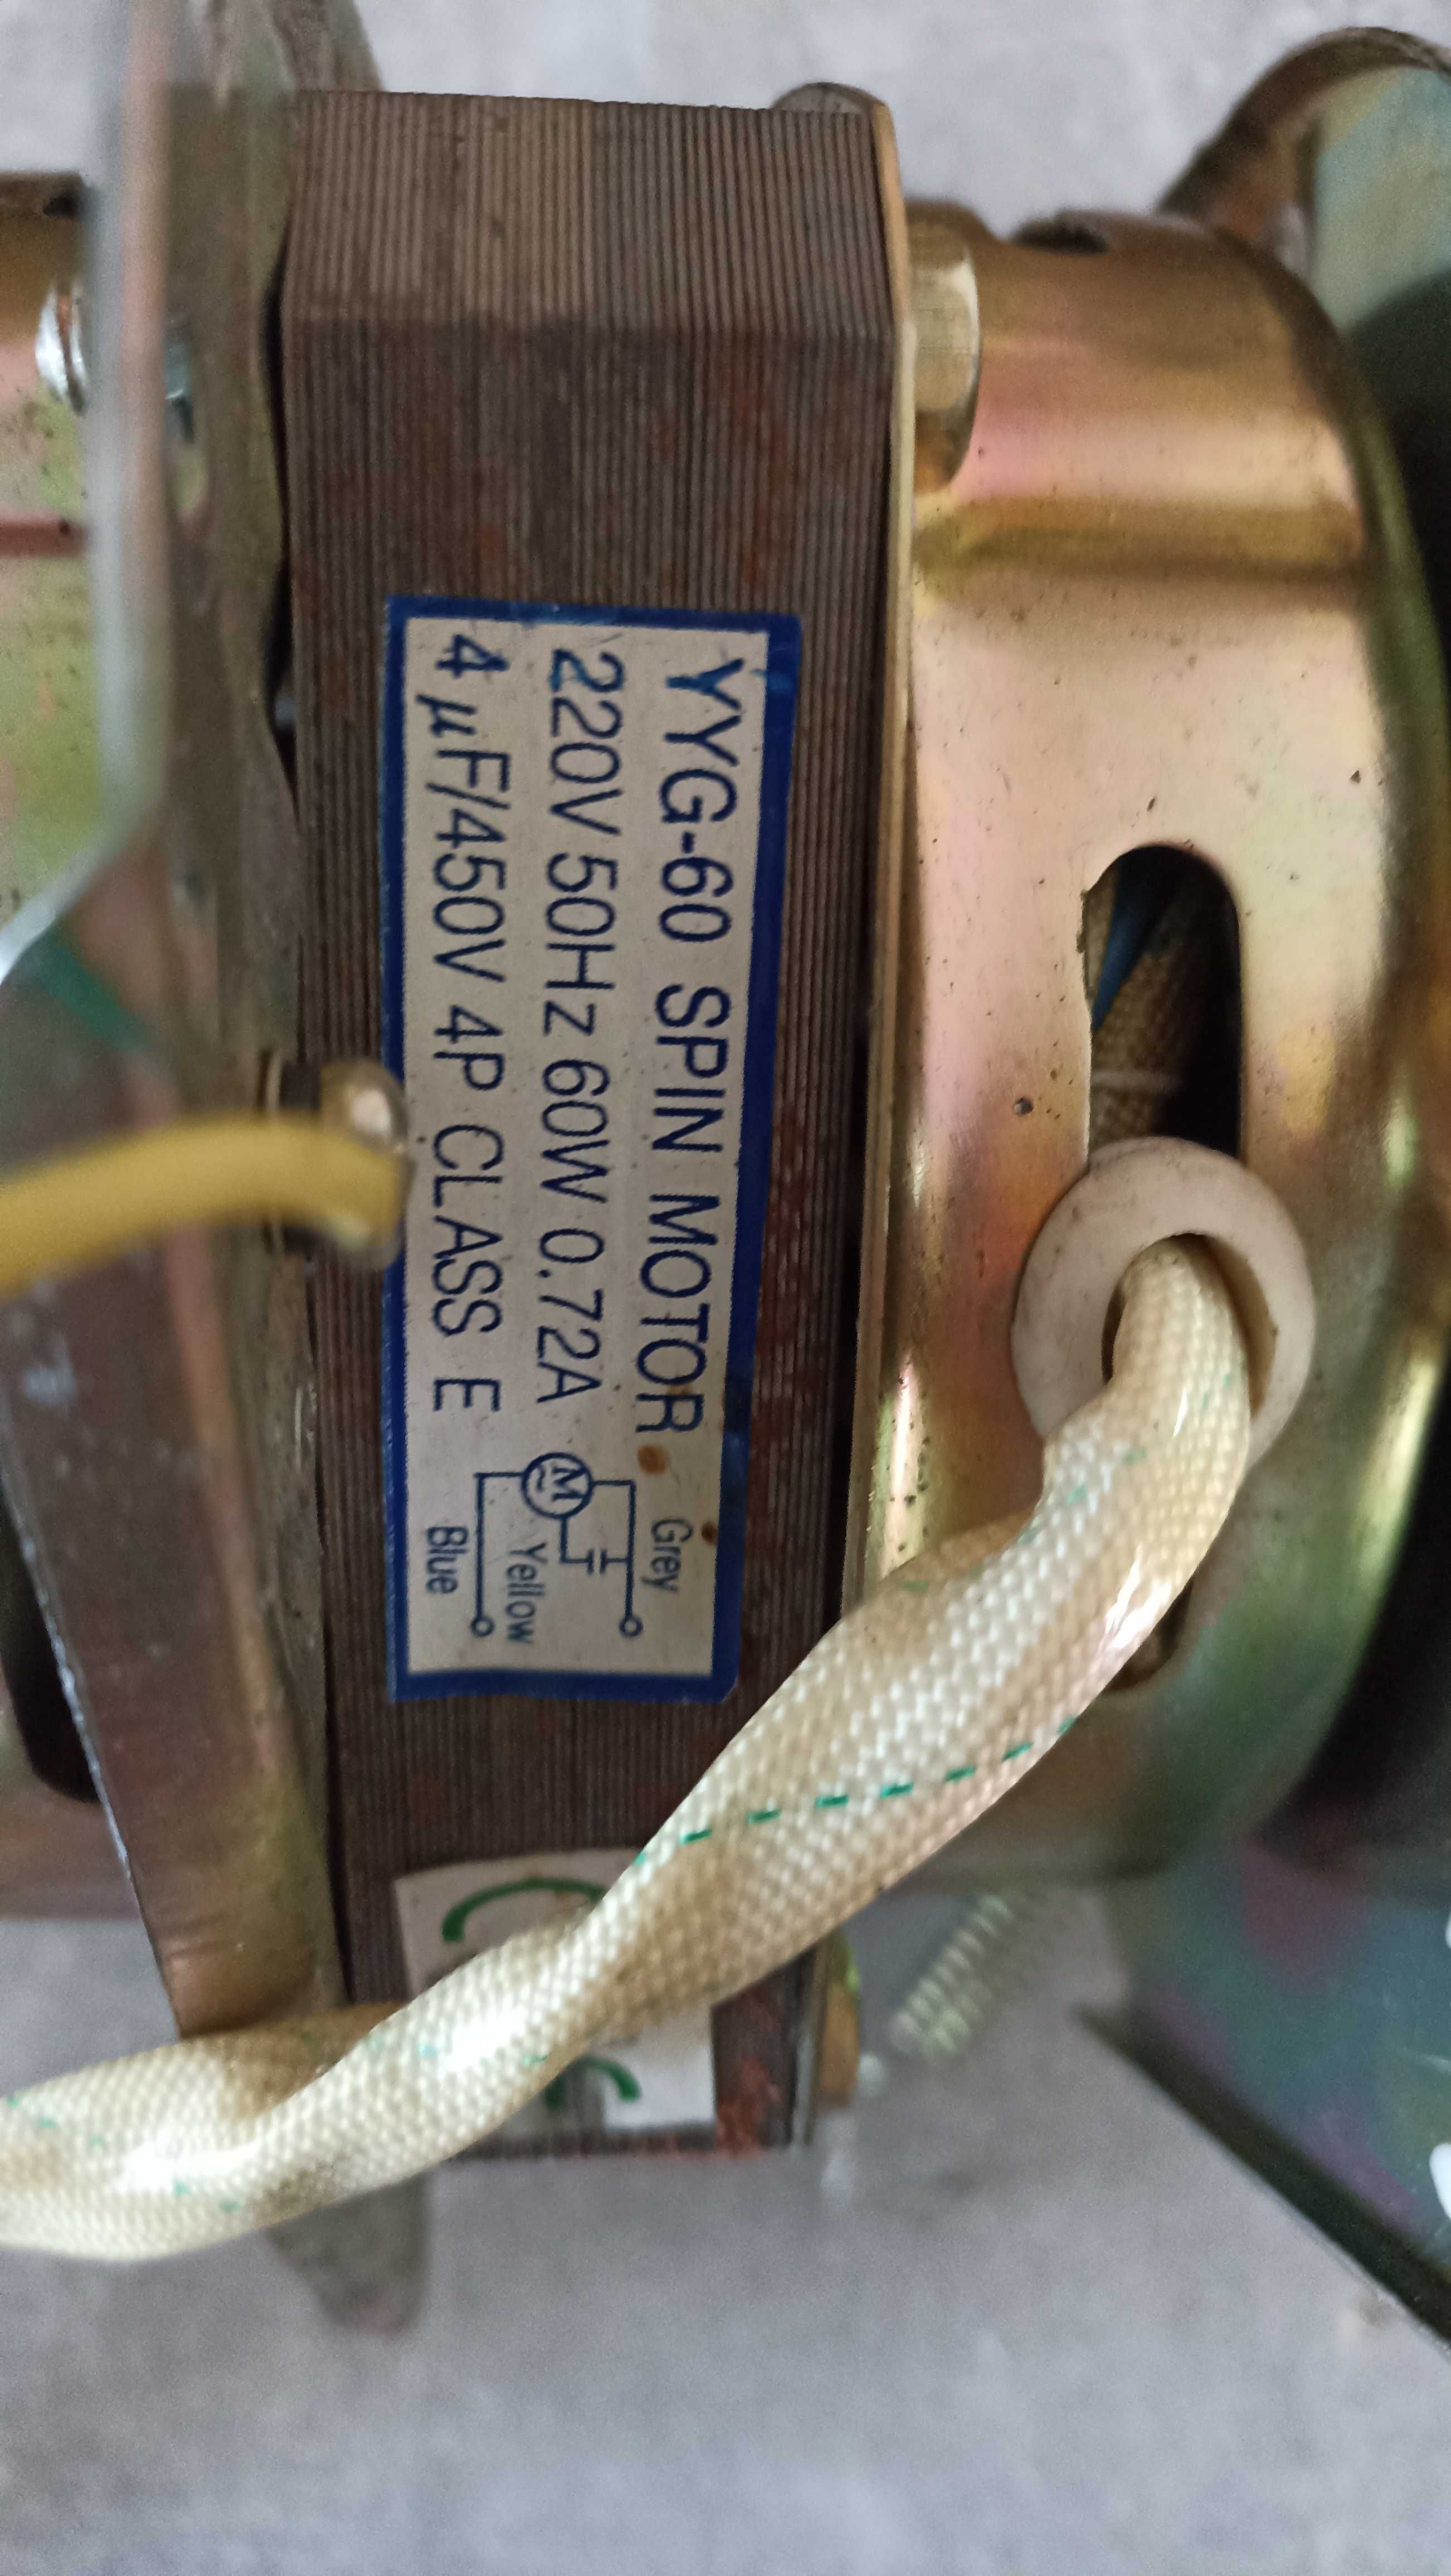 YYG-60 SPIN MOTOR
220V 50Hz 60W 0.72A
4 µF/450V 4P CLASS E
Grey
M
Yellow
Blue